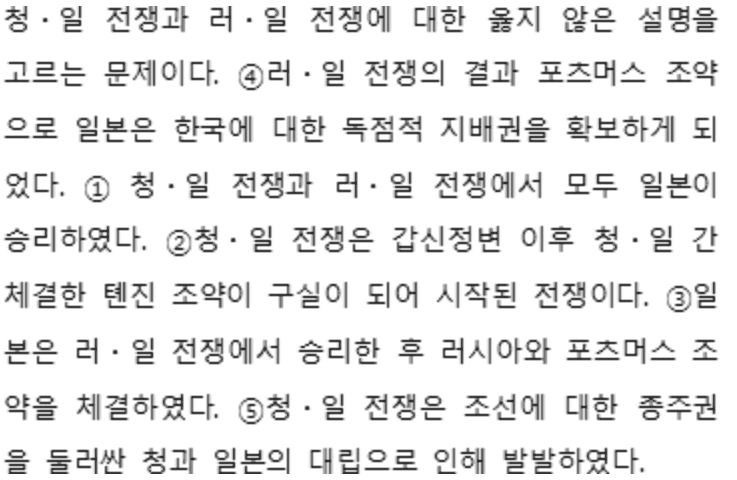 청·일 전쟁과 러·일 전쟁에 대한 옳지 않은 설명을
고르는 문제이다. ④러·일 전쟁의 결과 포츠머스 조약
으로 일본은 한국에 대한 독점적 지배권을 확보하게 되
었다. ① 청·일 전쟁과 러·일 전쟁에서 모두 일본이
승리하였다. ②청·일 전쟁은 갑신정변 이후 청·일 간
체결한 톈진 조약이 구실이 되어 시작된 전쟁이다. ③일
본은 러·일 전쟁에서 승리한 후 러시아와 포츠머스 조
약을 체결하였다. ⑤청·일 전쟁은 조선에 대한 종주권
을 둘러싼 청과 일본의 대립으로 인해 발발하였다.